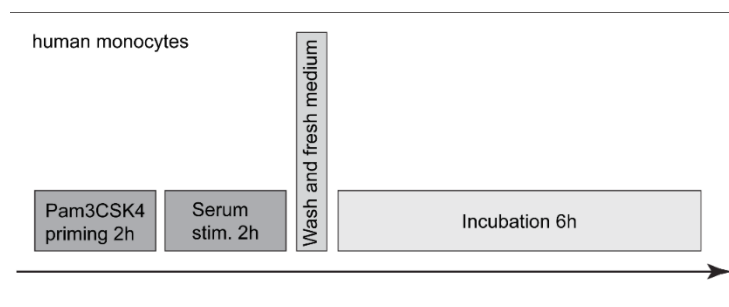 human monocytes
Pam3CSK4
priming 2h
Serum
stim. 2h
Wash and fresh medium
Incubation 6h